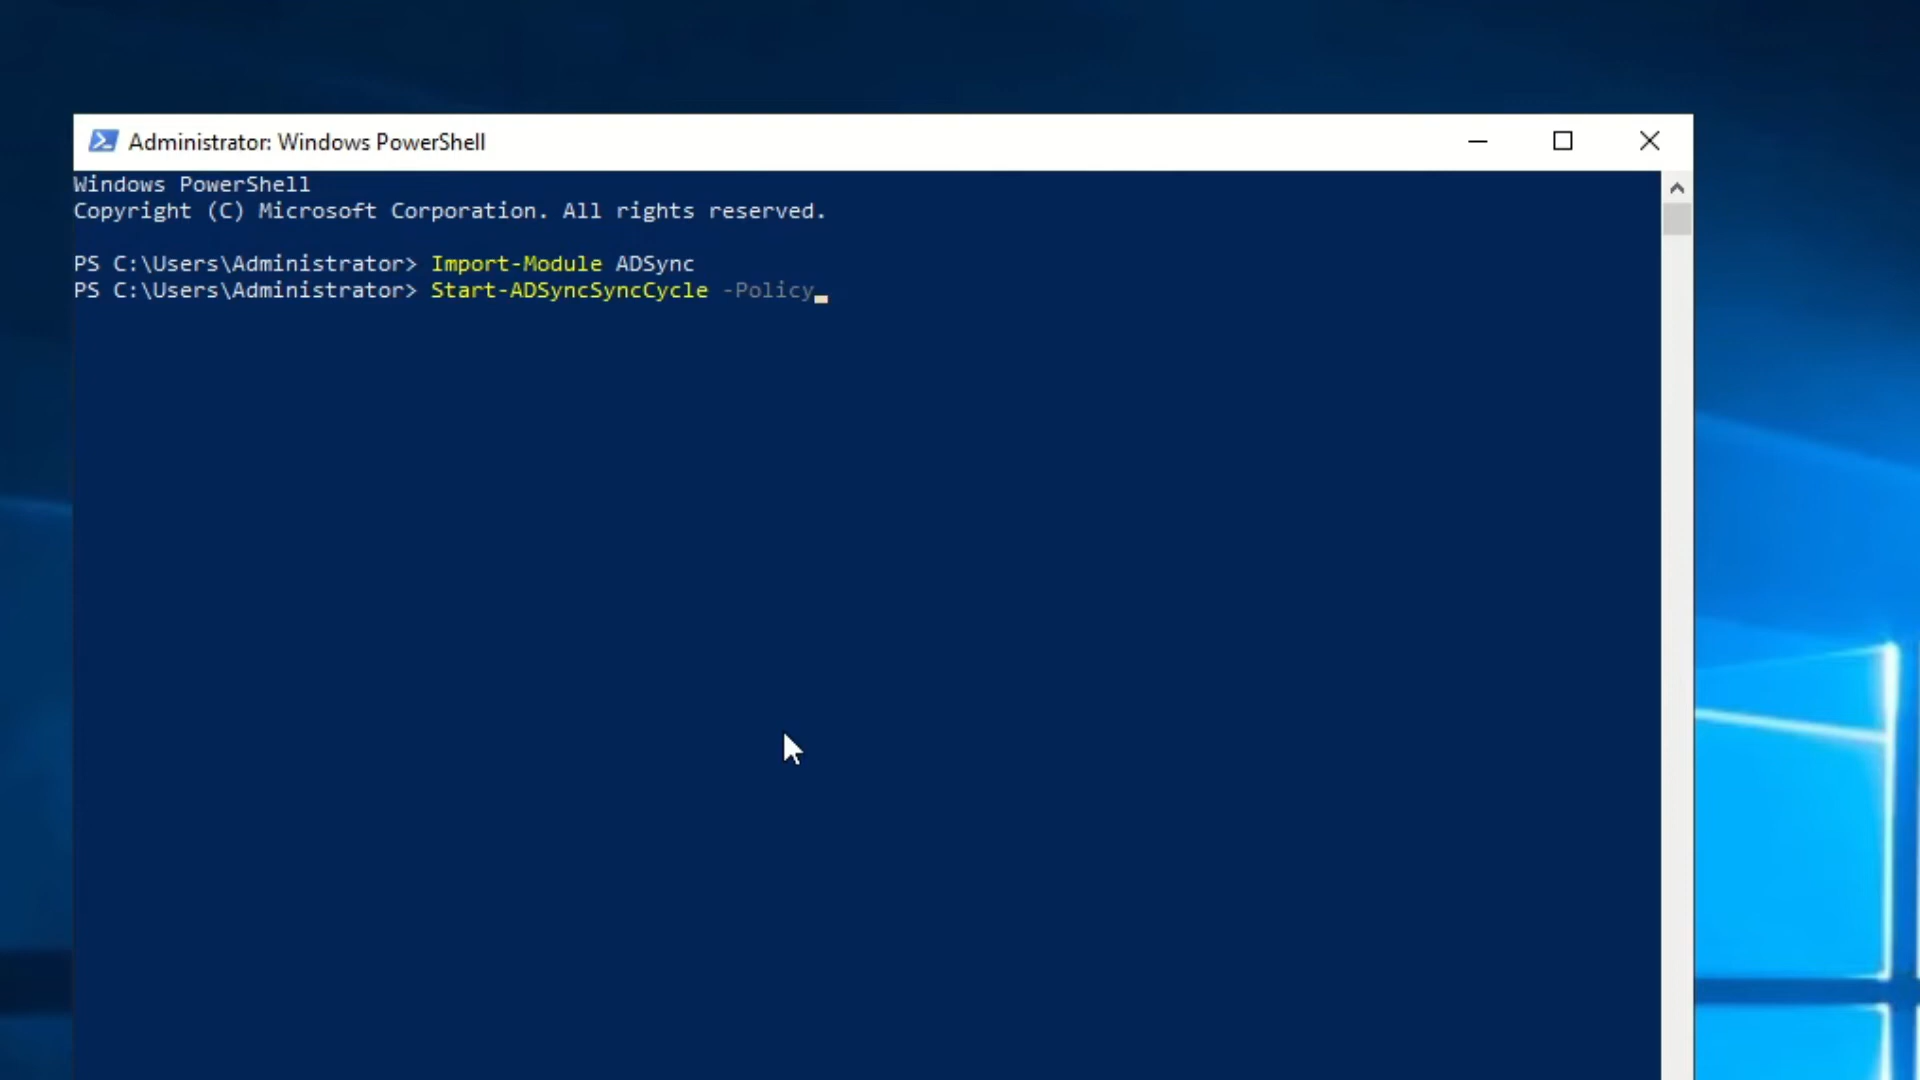 Administrator: Windows PowerShell
Windows PowerShell
Copyright (C) Microsoft Corporation. All rights reserved.
PS C:\Users\Administrator> Import-Module ADSync
PS C:\Users\Administrator> Start-ADSyncSyncCycle -Policy